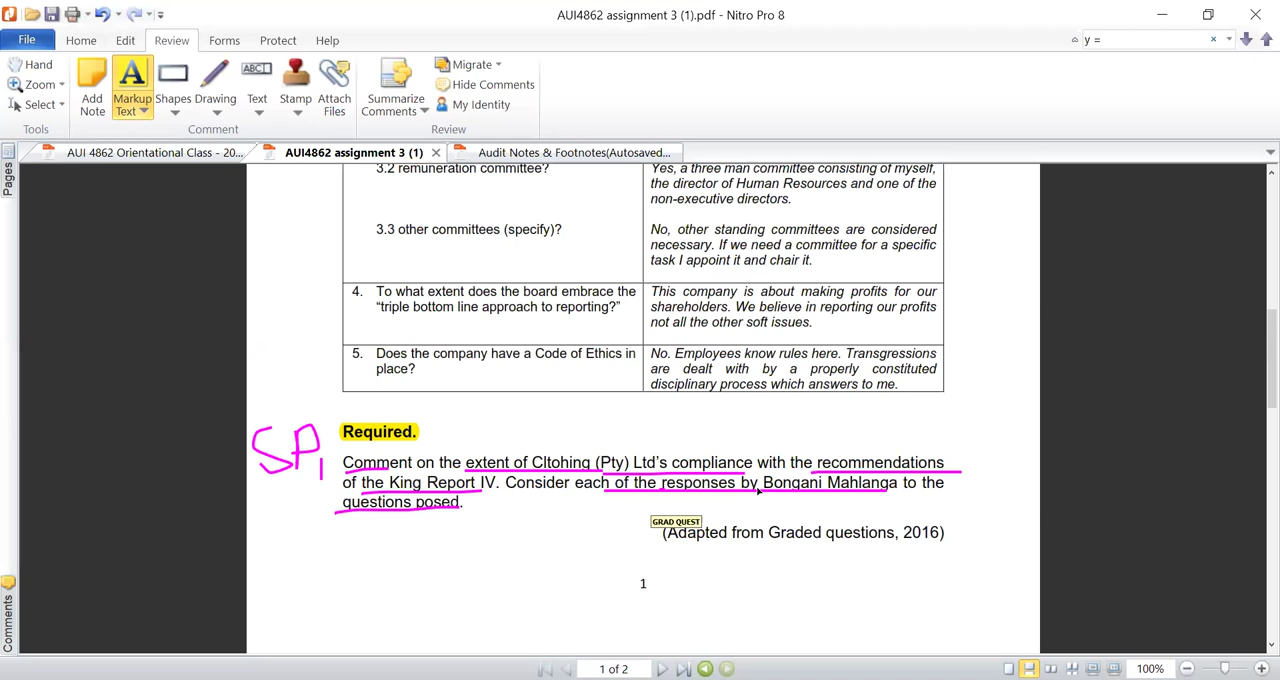 AUI4862 assignment 3 (1).pdf - Nitro Pro 8
File Home Edit Review Forms Protect Help
y =
Hand
Zoom
Select
Tools
Add Note
Markup Text
Shapes
Drawing
Text
Stamp
Attach Files
Comment
Summarize Comments
Migrate
Hide Comments
My Identity
Review
ABC
Pages
AUI 4862 Orientational Class - 20...
AUI4862 assignment 3 (1)
Audit Notes & Footnotes(Autosaved...
3.2 remuneration committee?
Yes, a three man committee consisting of myself,
the director of Human Resources and one of the
non-executive directors.
3.3 other committees (specify)?
No, other standing committees are considered
necessary. If we need a committee for a specific
task I appoint it and chair it.
4. To what extent does the board embrace the
“triple bottom line approach to reporting?”
This company is about making profits for our
shareholders. We believe in reporting our profits
not all the other soft issues.
5. Does the company have a Code of Ethics in
place?
No. Employees know rules here. Transgressions
are dealt with by a properly constituted
disciplinary process which answers to me.
SP1
Required.
Comment on the extent of Cltohing (Pty) Ltd’s compliance with the recommendations
of the King Report IV. Consider each of the responses by Bongani Mahlanga to the
questions posed.
GRAD QUEST
(Adapted from Graded questions, 2016)
1
Comments
1 of 2
100%